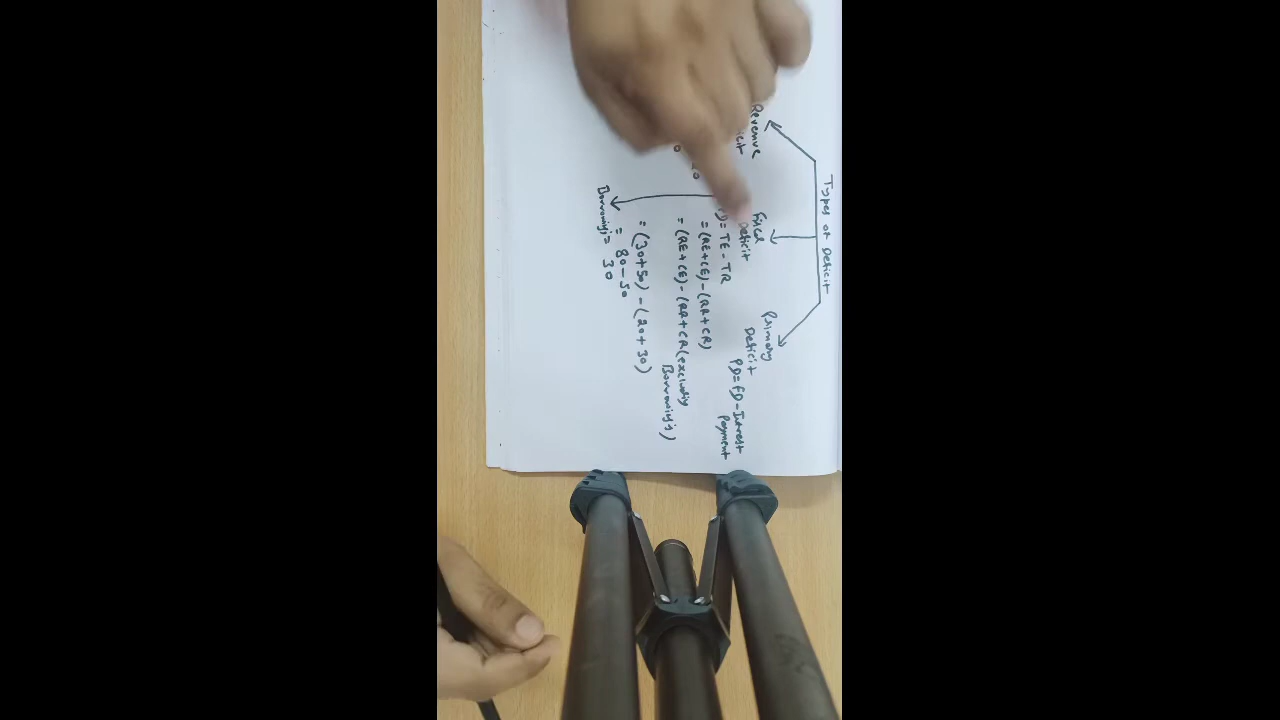 Types of Deficit
Revenue
Fiscal
Deficit
Primary
Deficit
PD = FD - Interest
Payment
D = TE - TR
= (RE + CE) - (RR + CR)
= (RE + CE) - (RR + CR (excluding
Borrowings)
= (30 + 50) - (20 + 30)
= 80 - 50
Borrowings = 30